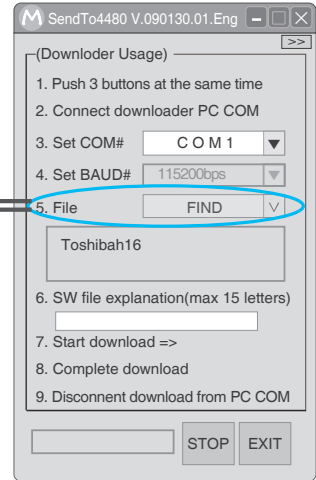 M SendTo4480 V.090130.01.Eng
>>
(Downloder Usage)
1. Push 3 buttons at the same time
2. Connect downloader PC COM
3. Set COM# COM1
4. Set BAUD# 115200bps
5. File FIND
Toshibah16
6. SW file explanation(max 15 letters)
7. Start download =>
8. Complete download
9. Disconnent download from PC COM
STOP EXIT